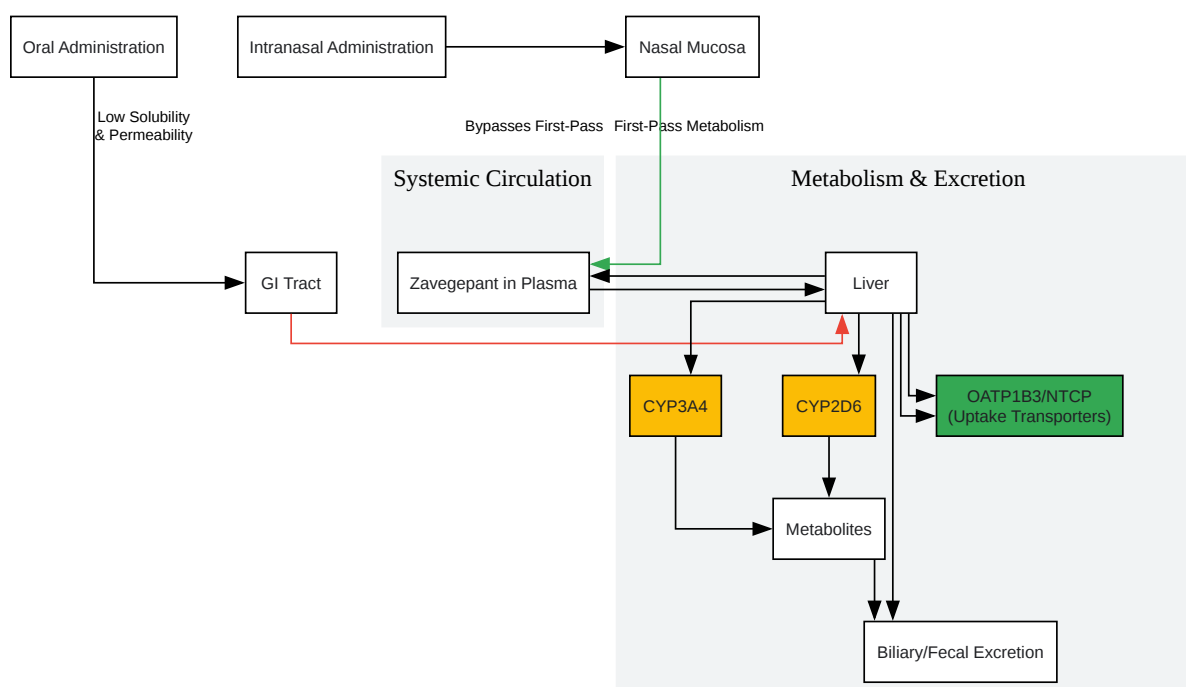 Oral Administration
Intranasal Administration
Nasal Mucosa
Low Solubility
& Permeability
Bypasses First-Pass
First-Pass Metabolism
Systemic Circulation
Metabolism & Excretion
GI Tract
Zavegepant in Plasma
Liver
CYP3A4
CYP2D6
OATP1B3/NTCP
(Uptake Transporters)
Metabolites
Biliary/Fecal Excretion